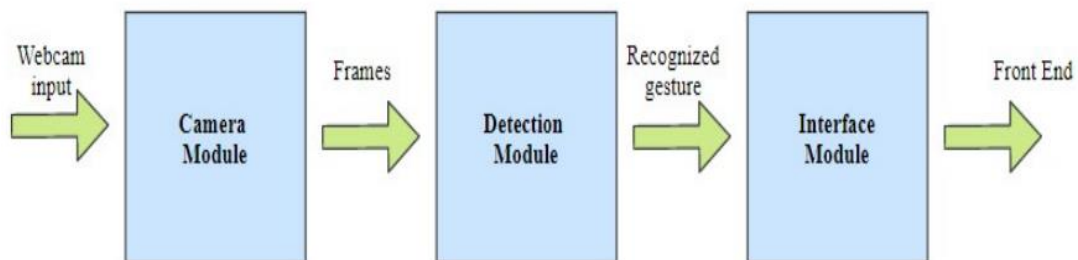 Webcam
input
Camera
Module
Frames
Detection
Module
Recognized
gesture
Interface
Module
Front End